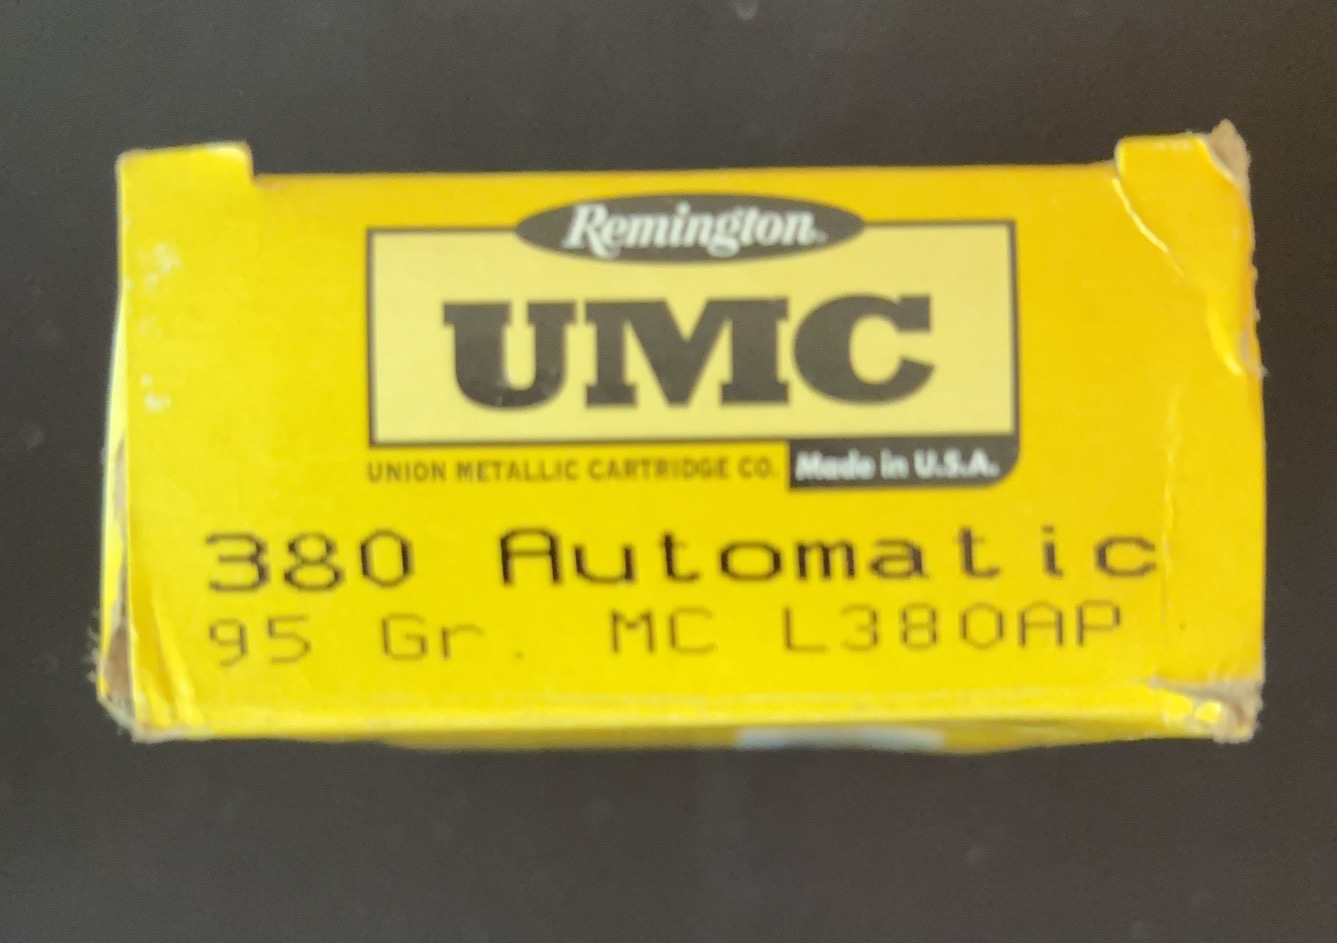 Remington.
UMC
UNION METALLIC CARTRIDGE CO. Made in U.S.A.
380 Automatic
95 Gr. MC L380AP